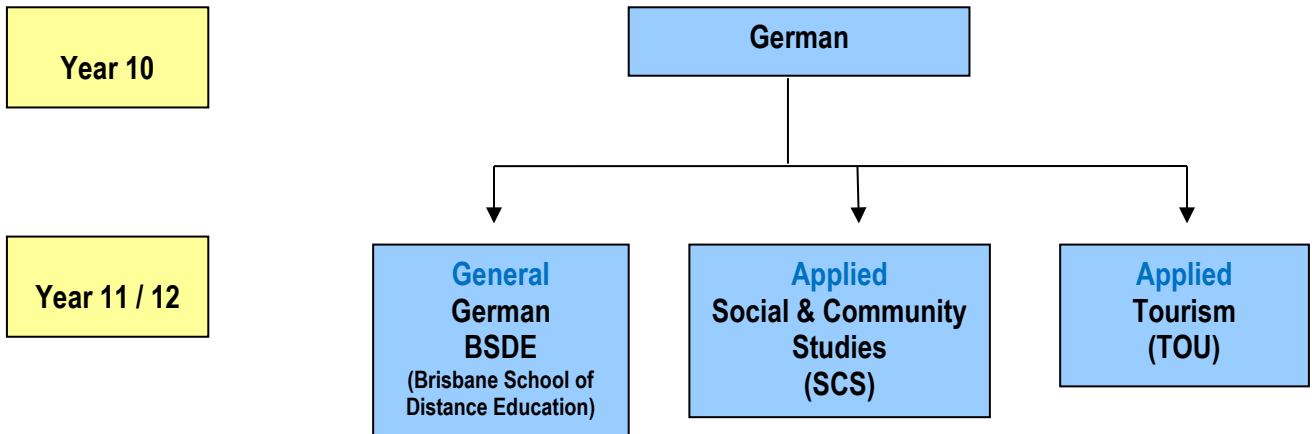 Year 10
German
Year 11 / 12
General
German
BSDE
(Brisbane School of
Distance Education)
Applied
Social & Community
Studies
(SCS)
Applied
Tourism
(TOU)